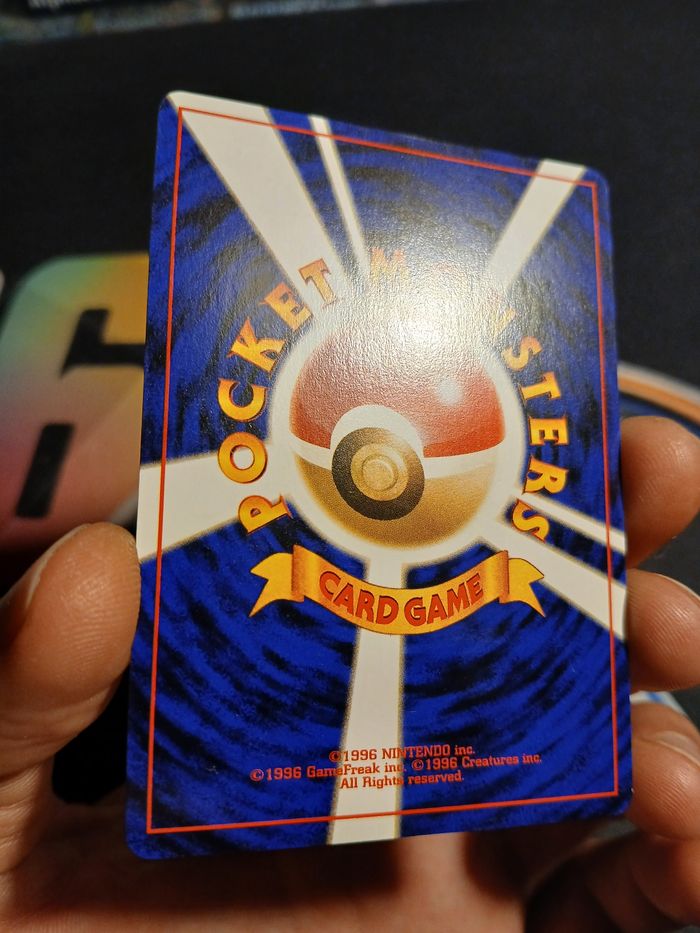 POCKET MONSTERS
CARD GAME
©1996 NINTENDO inc.
©1996 GameFreak inc. ©1996 Creatures inc.
All Rights reserved.